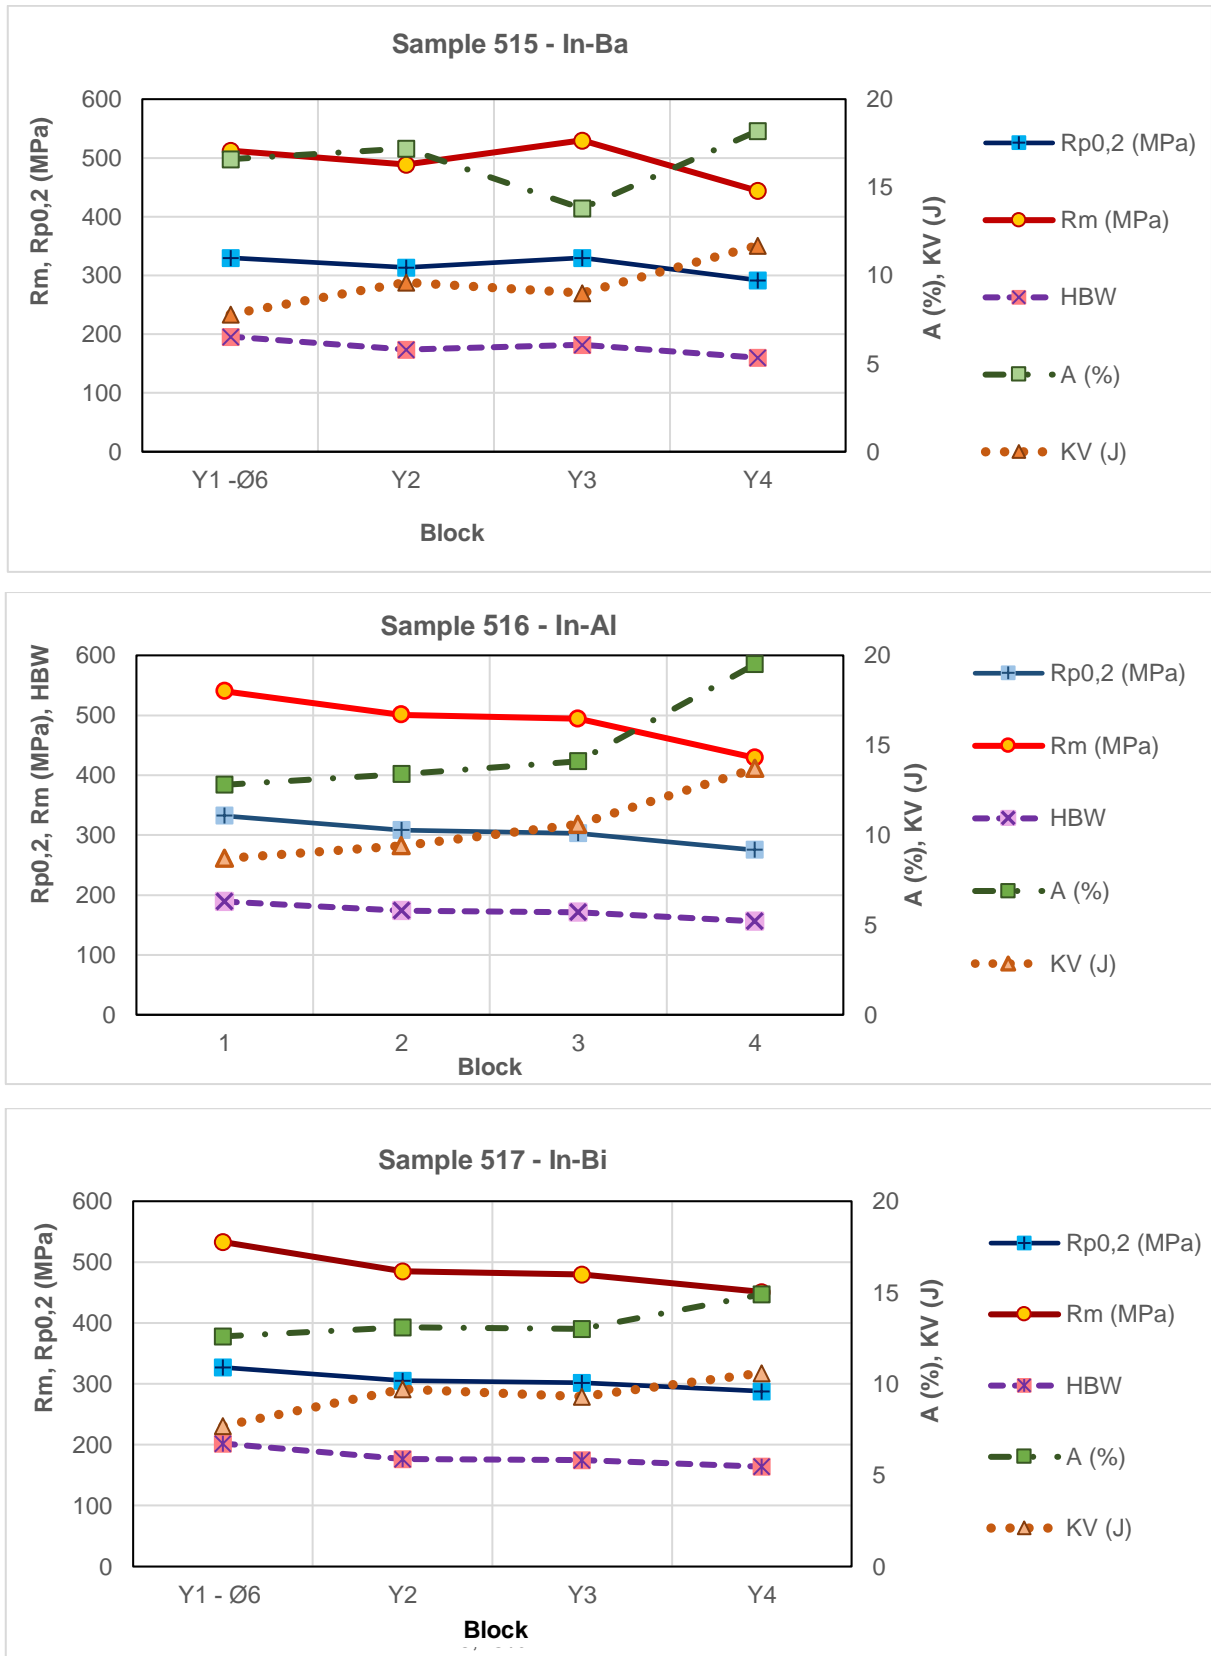 Sample 515 - In-Ba
Rm, Rp0,2 (MPa)
600
500
400
300
200
100
0
20
15
10
5
0
A (%), KV (J)
Y1 -Ø6
Y2
Y3
Y4
Block
Rp0,2 (MPa)
Rm (MPa)
HBW
A (%)
KV (J)
Sample 516 - In-Al
Rp0,2, Rm (MPa), HBW
600
500
400
300
200
100
0
20
15
10
5
0
A (%), KV (J)
1
2
3
4
Block
Rp0,2 (MPa)
Rm (MPa)
HBW
A (%)
KV (J)
Sample 517 - In-Bi
Rm, Rp0,2 (MPa)
600
500
400
300
200
100
0
20
15
10
5
0
A (%), KV (J)
Y1 - Ø6
Y2
Y3
Y4
Block
Rp0,2 (MPa)
Rm (MPa)
HBW
A (%)
KV (J)